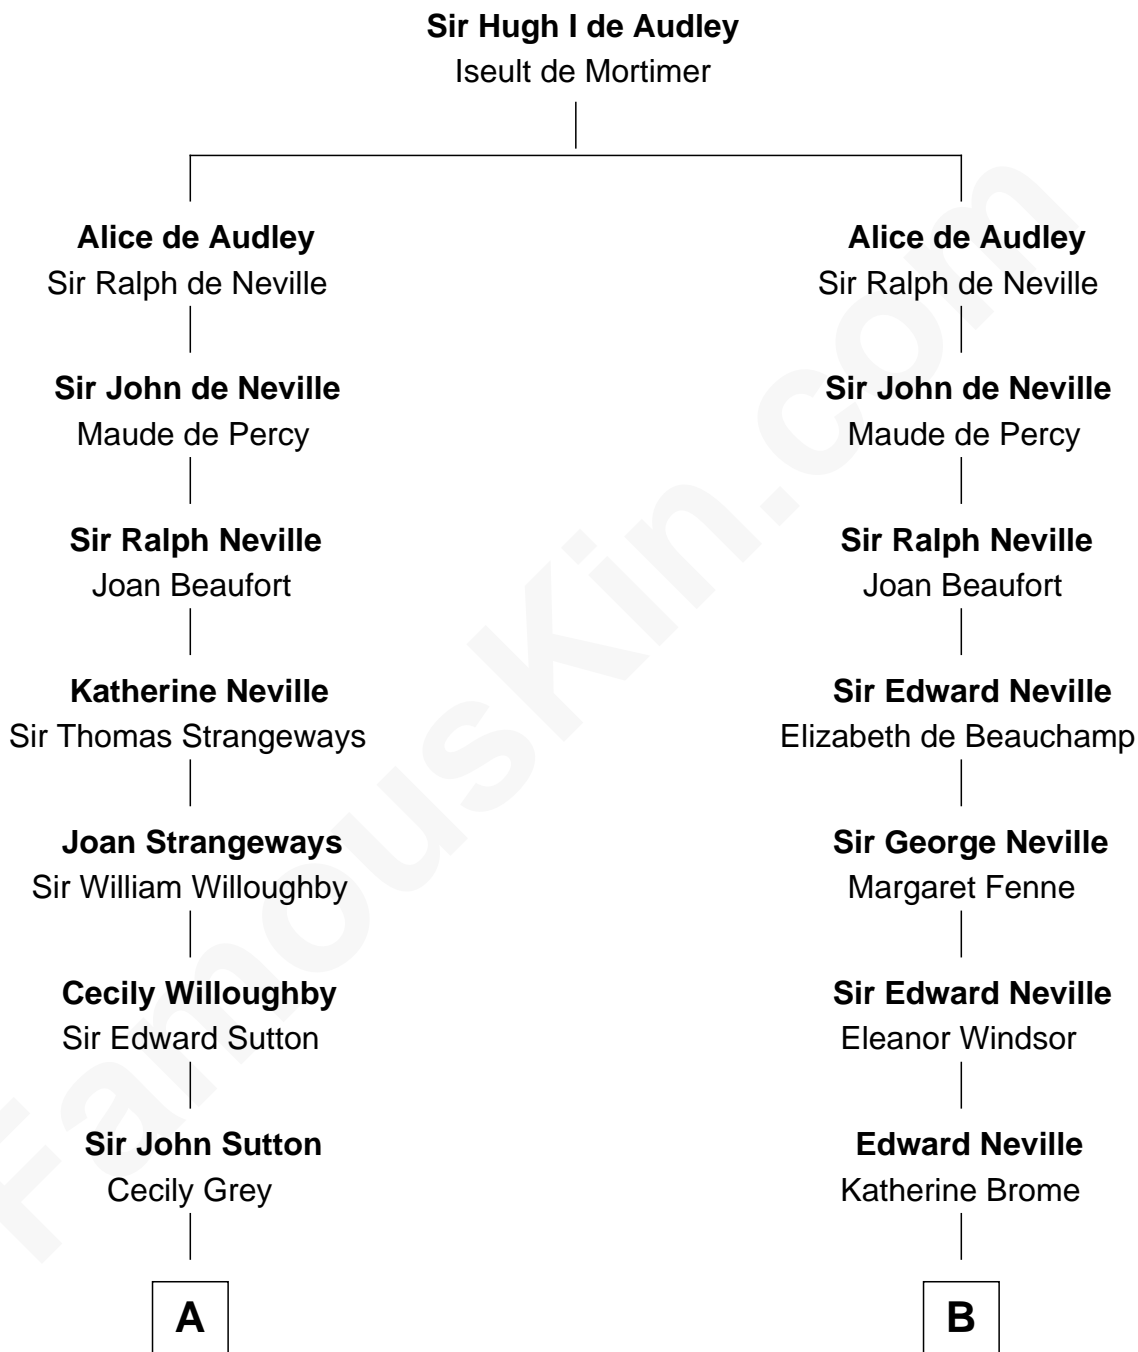 Sir Hugh I de Audley
Iseult de Mortimer
Alice de Audley
Sir Ralph de Neville
Sir John de Neville
Maude de Percy
Sir Ralph Neville
Joan Beaufort
Katherine Neville
Sir Thomas Strangeways
Joan Strangeways
Sir William Willoughby
Cecily Willoughby
Sir Edward Sutton
Sir John Sutton
Cecily Grey
A
Alice de Audley
Sir Ralph de Neville
Sir John de Neville
Maude de Percy
Sir Ralph Neville
Joan Beaufort
Sir Edward Neville
Elizabeth de Beauchamp
Sir George Neville
Margaret Fenne
Sir Edward Neville
Eleanor Windsor
Edward Neville
Katherine Brome
B
FamousKin.com